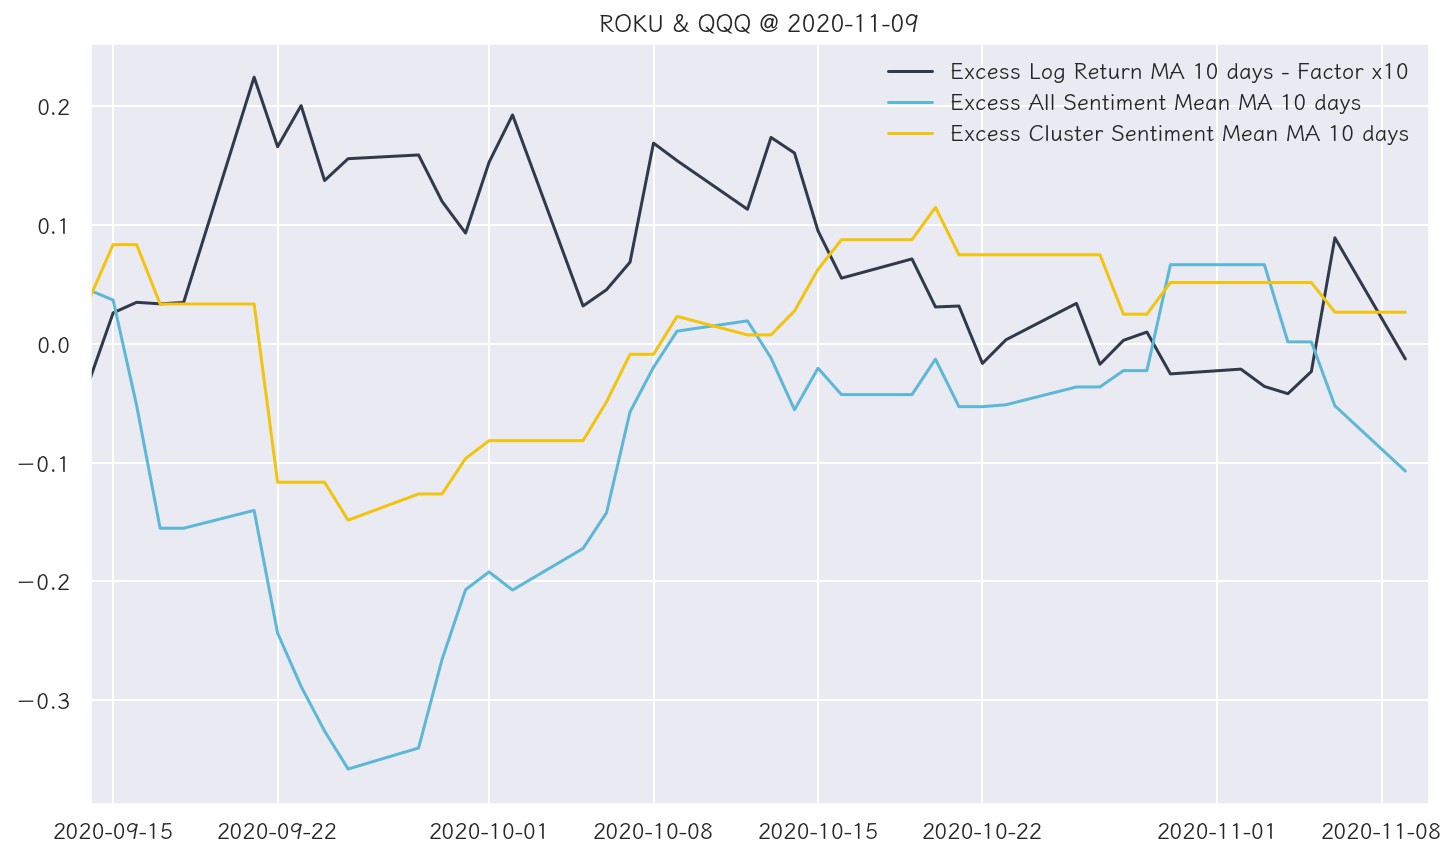 ROKU & QQQ @ 2020-11-09
Excess Log Return MA 10 days - Factor x10
Excess All Sentiment Mean MA 10 days
Excess Cluster Sentiment Mean MA 10 days
0.2
0.1
0.0
−0.1
−0.2
−0.3
2020-09-15 2020-09-22 2020-10-01 2020-10-08 2020-10-15 2020-10-22 2020-11-01 2020-11-08